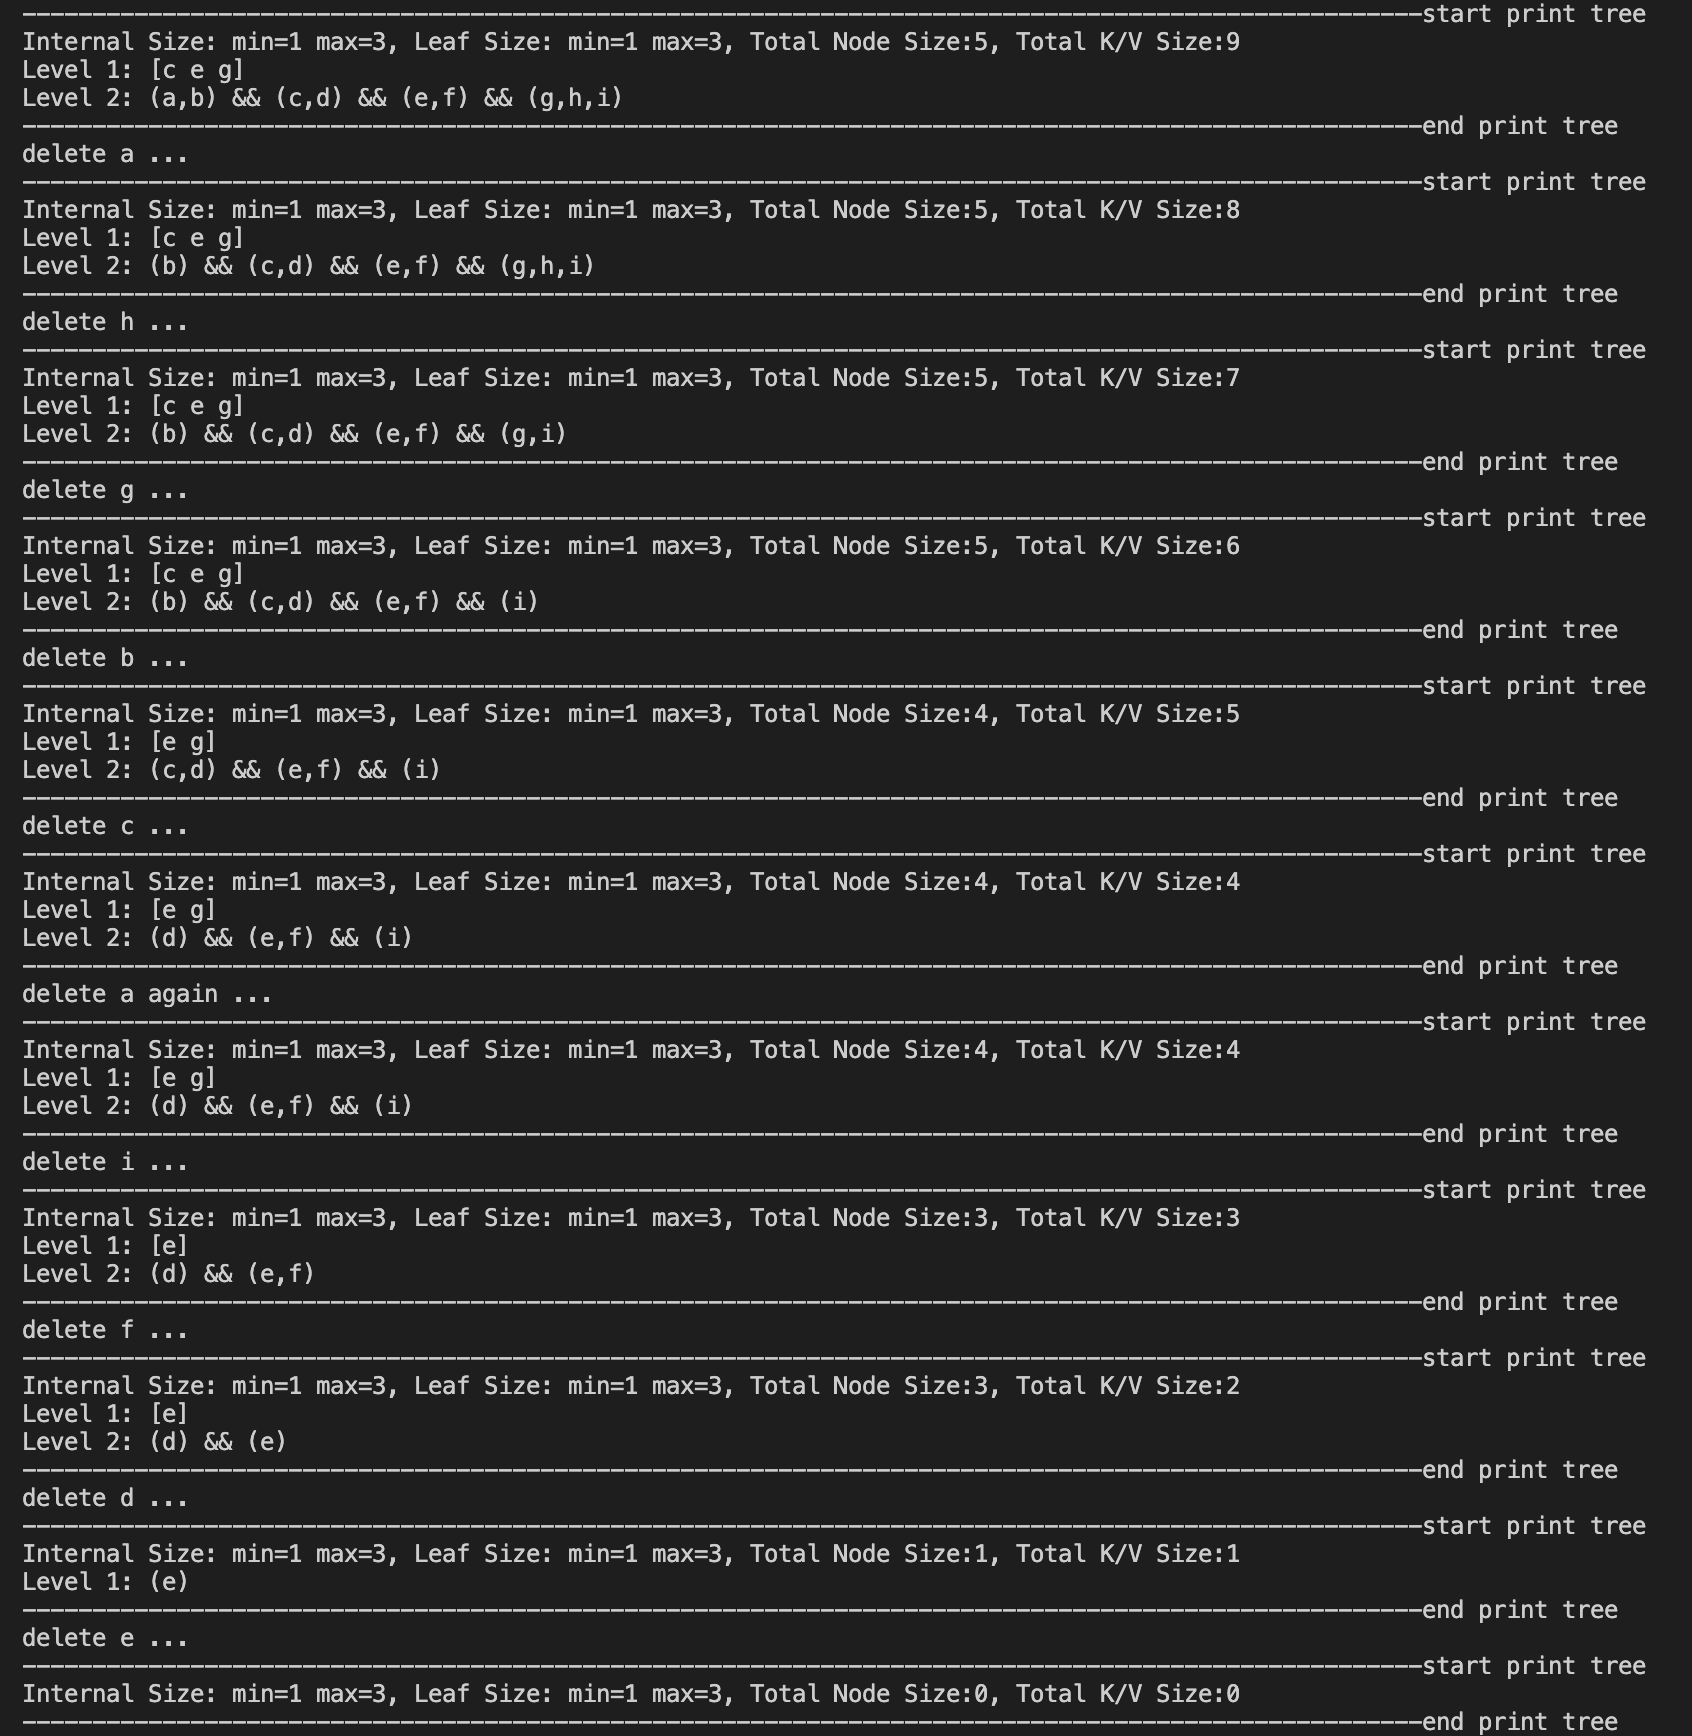 ----------------------------------------------------------------------------------------------------start print tree
Internal Size: min=1 max=3, Leaf Size: min=1 max=3, Total Node Size:5, Total K/V Size:9
Level 1: [c e g]
Level 2: (a,b) && (c,d) && (e,f) && (g,h,i)
----------------------------------------------------------------------------------------------------end print tree
delete a ...
----------------------------------------------------------------------------------------------------start print tree
Internal Size: min=1 max=3, Leaf Size: min=1 max=3, Total Node Size:5, Total K/V Size:8
Level 1: [c e g]
Level 2: (b) && (c,d) && (e,f) && (g,h,i)
----------------------------------------------------------------------------------------------------end print tree
delete h ...
----------------------------------------------------------------------------------------------------start print tree
Internal Size: min=1 max=3, Leaf Size: min=1 max=3, Total Node Size:5, Total K/V Size:7
Level 1: [c e g]
Level 2: (b) && (c,d) && (e,f) && (g,i)
----------------------------------------------------------------------------------------------------end print tree
delete g ...
----------------------------------------------------------------------------------------------------start print tree
Internal Size: min=1 max=3, Leaf Size: min=1 max=3, Total Node Size:5, Total K/V Size:6
Level 1: [c e g]
Level 2: (b) && (c,d) && (e,f) && (i)
----------------------------------------------------------------------------------------------------end print tree
delete b ...
----------------------------------------------------------------------------------------------------start print tree
Internal Size: min=1 max=3, Leaf Size: min=1 max=3, Total Node Size:4, Total K/V Size:5
Level 1: [e g]
Level 2: (c,d) && (e,f) && (i)
----------------------------------------------------------------------------------------------------end print tree
delete c ...
----------------------------------------------------------------------------------------------------start print tree
Internal Size: min=1 max=3, Leaf Size: min=1 max=3, Total Node Size:4, Total K/V Size:4
Level 1: [e g]
Level 2: (d) && (e,f) && (i)
----------------------------------------------------------------------------------------------------end print tree
delete a again ...
----------------------------------------------------------------------------------------------------start print tree
Internal Size: min=1 max=3, Leaf Size: min=1 max=3, Total Node Size:4, Total K/V Size:4
Level 1: [e g]
Level 2: (d) && (e,f) && (i)
----------------------------------------------------------------------------------------------------end print tree
delete i ...
----------------------------------------------------------------------------------------------------start print tree
Internal Size: min=1 max=3, Leaf Size: min=1 max=3, Total Node Size:3, Total K/V Size:3
Level 1: [e]
Level 2: (d) && (e,f)
----------------------------------------------------------------------------------------------------end print tree
delete f ...
----------------------------------------------------------------------------------------------------start print tree
Internal Size: min=1 max=3, Leaf Size: min=1 max=3, Total Node Size:3, Total K/V Size:2
Level 1: [e]
Level 2: (d) && (e)
----------------------------------------------------------------------------------------------------end print tree
delete d ...
----------------------------------------------------------------------------------------------------start print tree
Internal Size: min=1 max=3, Leaf Size: min=1 max=3, Total Node Size:1, Total K/V Size:1
Level 1: (e)
----------------------------------------------------------------------------------------------------end print tree
delete e ...
----------------------------------------------------------------------------------------------------start print tree
Internal Size: min=1 max=3, Leaf Size: min=1 max=3, Total Node Size:0, Total K/V Size:0
----------------------------------------------------------------------------------------------------end print tree